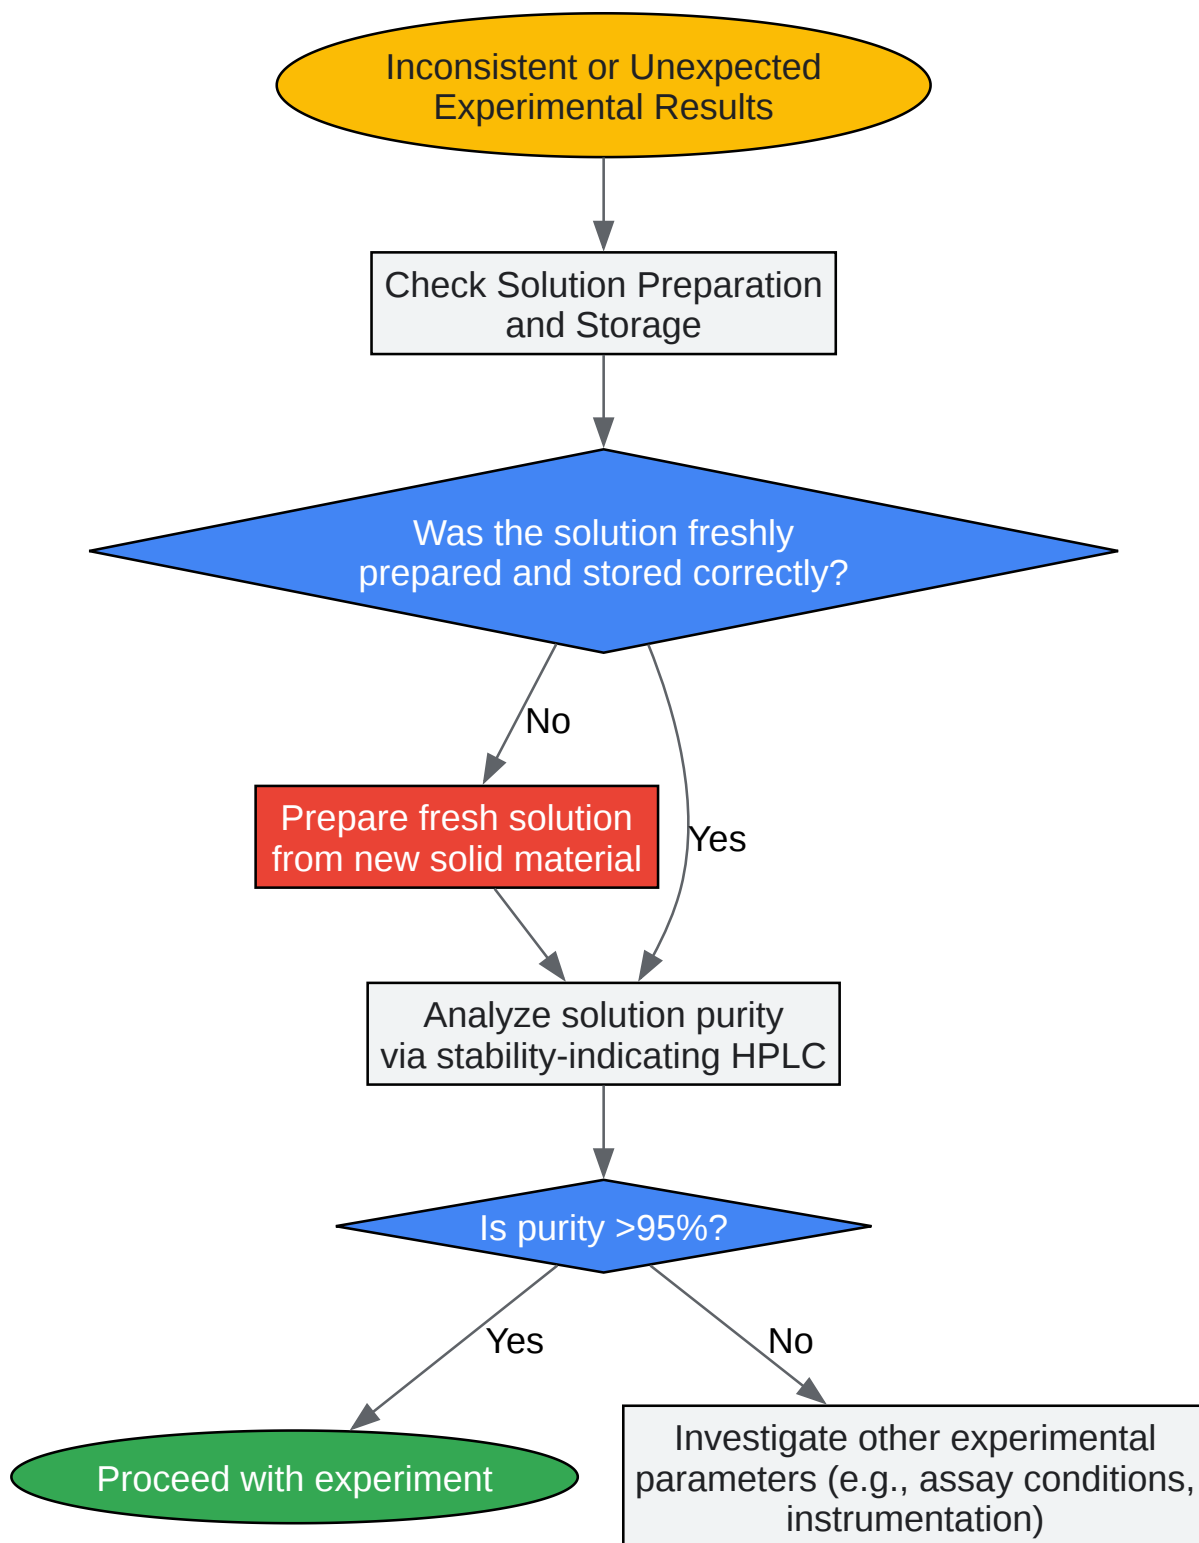 Inconsistent or Unexpected
Experimental Results
Check Solution Preparation
and Storage
Was the solution freshly
prepared and stored correctly?
No
Prepare fresh solution
from new solid material
Yes
Analyze solution purity
via stability-indicating HPLC
Is purity >95%?
Yes
No
Proceed with experiment
Investigate other experimental
parameters (e.g., assay conditions,
instrumentation)